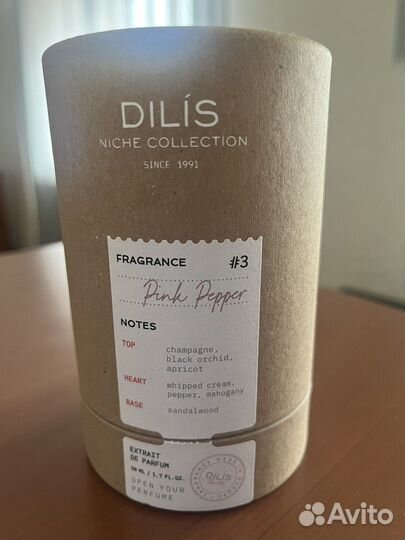 DILÍS
NICHE COLLECTION
SINCE 1991
FRAGRANCE #3
Pink Pepper
NOTES
TOP
champagne,
black orchid,
apricot
HEART
whipped cream,
pepper, mahogany
BASE
sandalwood
EXTRAIT
DE PARFUM
50 ML / 1.7 FL.OZ.
OPEN YOUR
PERFUME
DILÍS
Avito